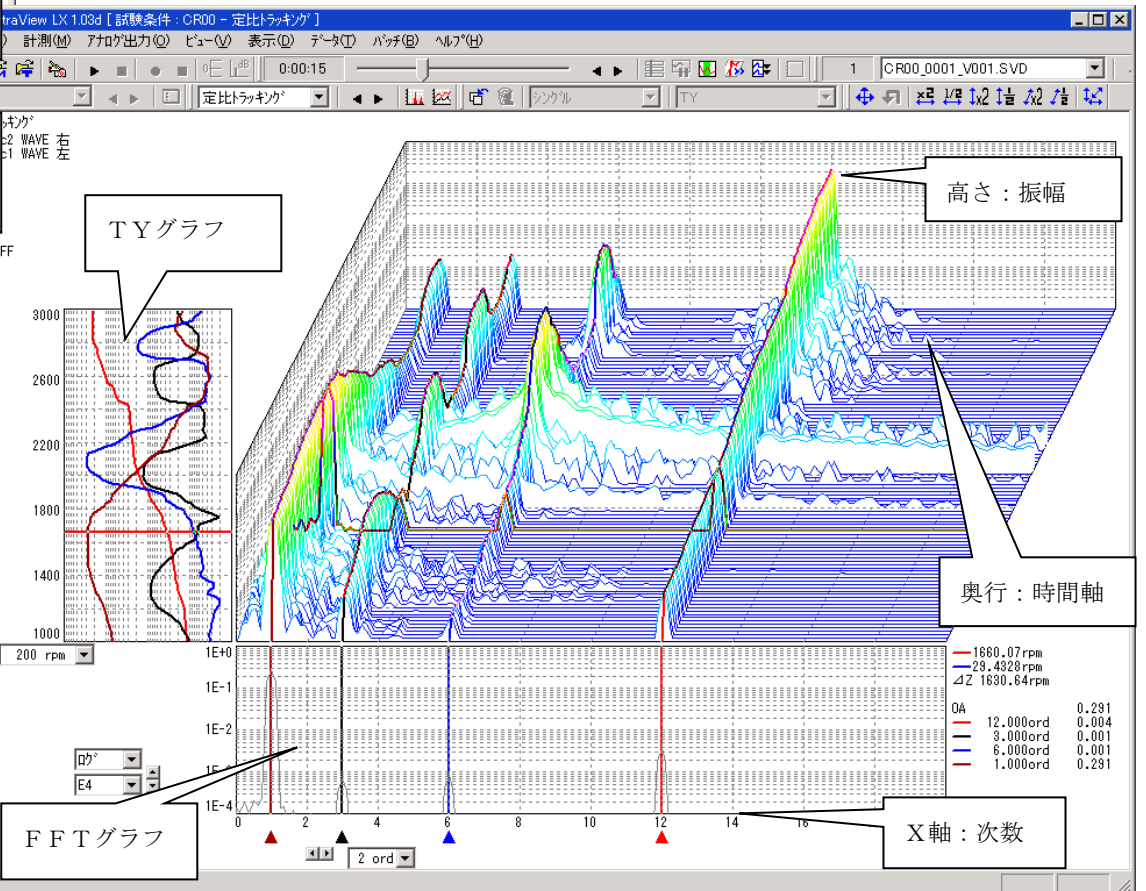 traView LX 1.03d [ 試験条件 : CR00 - 定比トラッキング ]
) 計測(M) アナログ出力(O) ビュー(V) 表示(D) データ(T) バッチ(B) ヘルプ(H)
0:00:15
1 CR00_0001_V001.SVD
定比トラッキング シングル TY
ッキング
c2 WAVE 右
c1 WAVE 左
FF
TYグラフ
高さ：振幅
奥行：時間軸
3000
2600
2200
1800
1400
1000
200 rpm
1E+0
1E-1
1E-2
1E-4
ログ
E4
0 2 4 6 8 10 12 14 16
2 ord
1660.07rpm
29.4328rpm
⊿Z 1630.64rpm
OA 0.291
12.000ord 0.004
3.000ord 0.001
6.000ord 0.001
1.000ord 0.291
FFTグラフ
X軸：次数